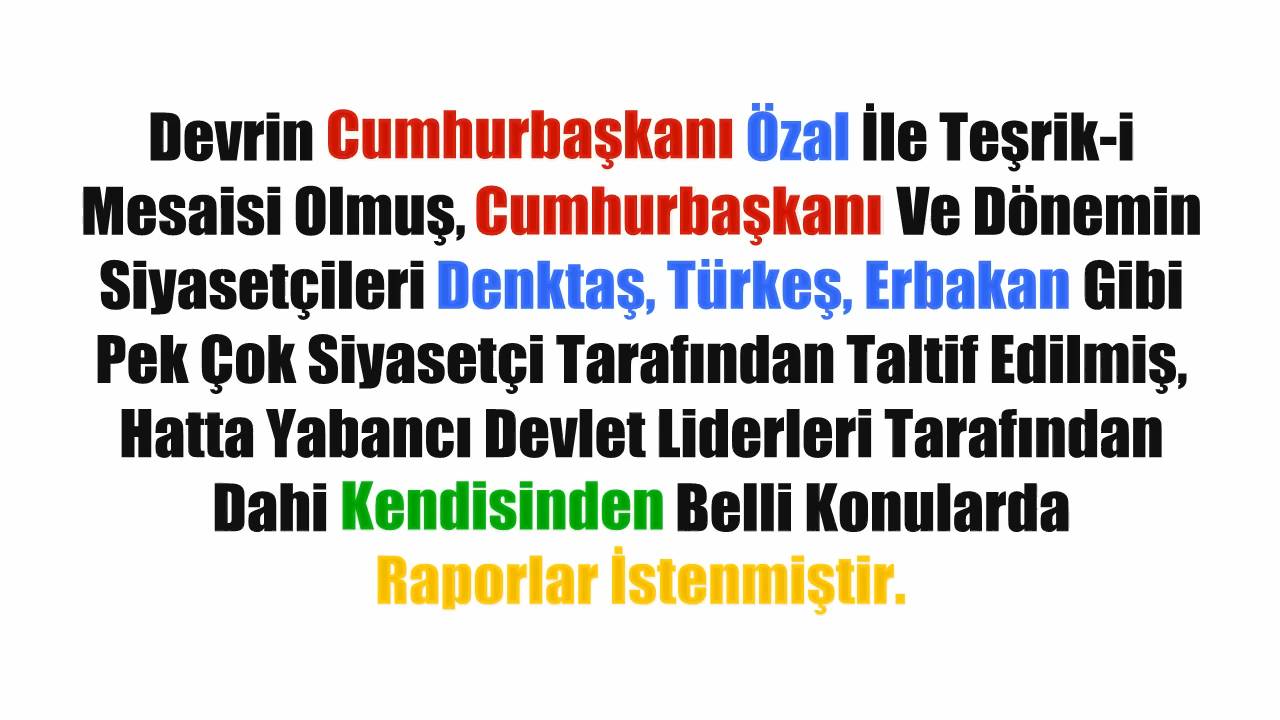 Devrin Cumhurbaşkanı Özal İle Teşrik-i
Mesaisi Olmuş, Cumhurbaşkanı Ve Dönemin
Siyasetçileri Denktaş, Türkeş, Erbakan Gibi
Pek Çok Siyasetçi Tarafından Taltif Edilmiş,
Hatta Yabancı Devlet Liderleri Tarafından
Dahi Kendisinden Belli Konularda
Raporlar İstenmiştir.